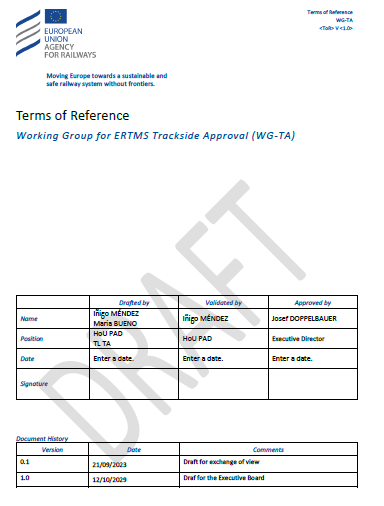 EUROPEAN
UNION
AGENCY
FOR RAILWAYS
Terms of Reference
WG-TA
<ToR> V <1.0>
Moving Europe towards a sustainable and
safe railway system without frontiers.
Terms of Reference
Working Group for ERTMS Trackside Approval (WG-TA)
DRAFT
Drafted by Validated by Approved by
Name Iñigo MÉNDEZ Iñigo MÉNDEZ Josef DOPPELBAUER
Maria BUENO
Position HoU PAD HoU PAD Executive Director
TL TA
Date Enter a date. Enter a date. Enter a date.
Signature
Document History
Version Date Comments
0.1 21/09/2023 Draft for exchange of view
1.0 12/10/2029 Draf for the Executive Board